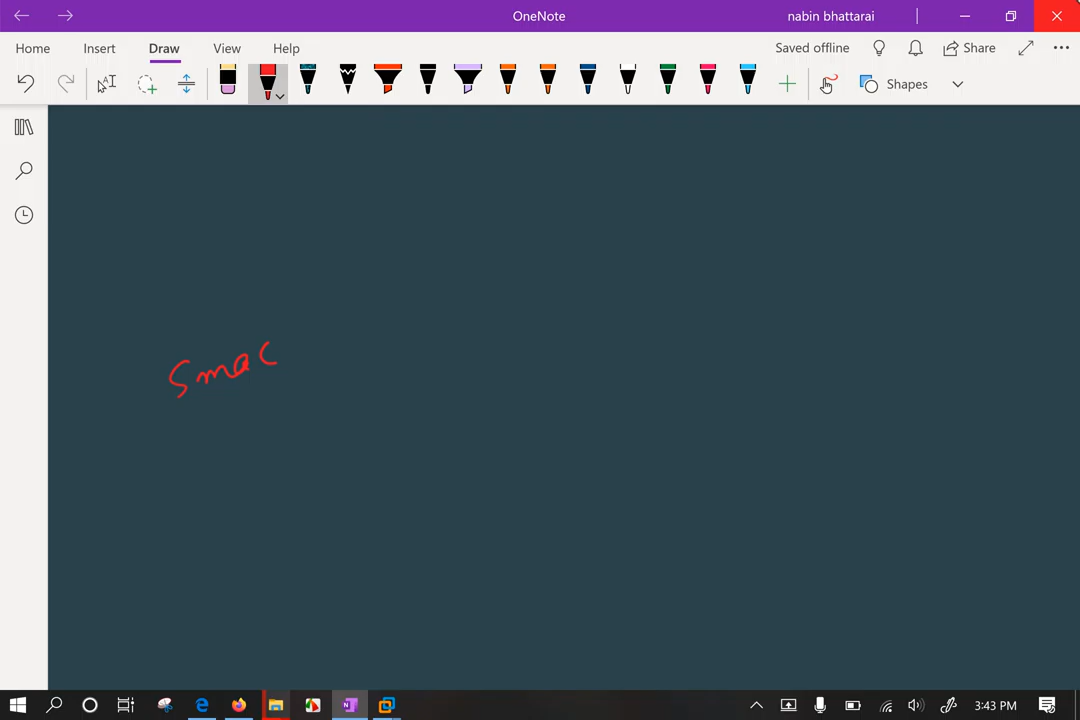 OneNote
nabin bhattarai
Home Insert Draw View Help
Saved offline
Share
Shapes
Smac
3:43 PM